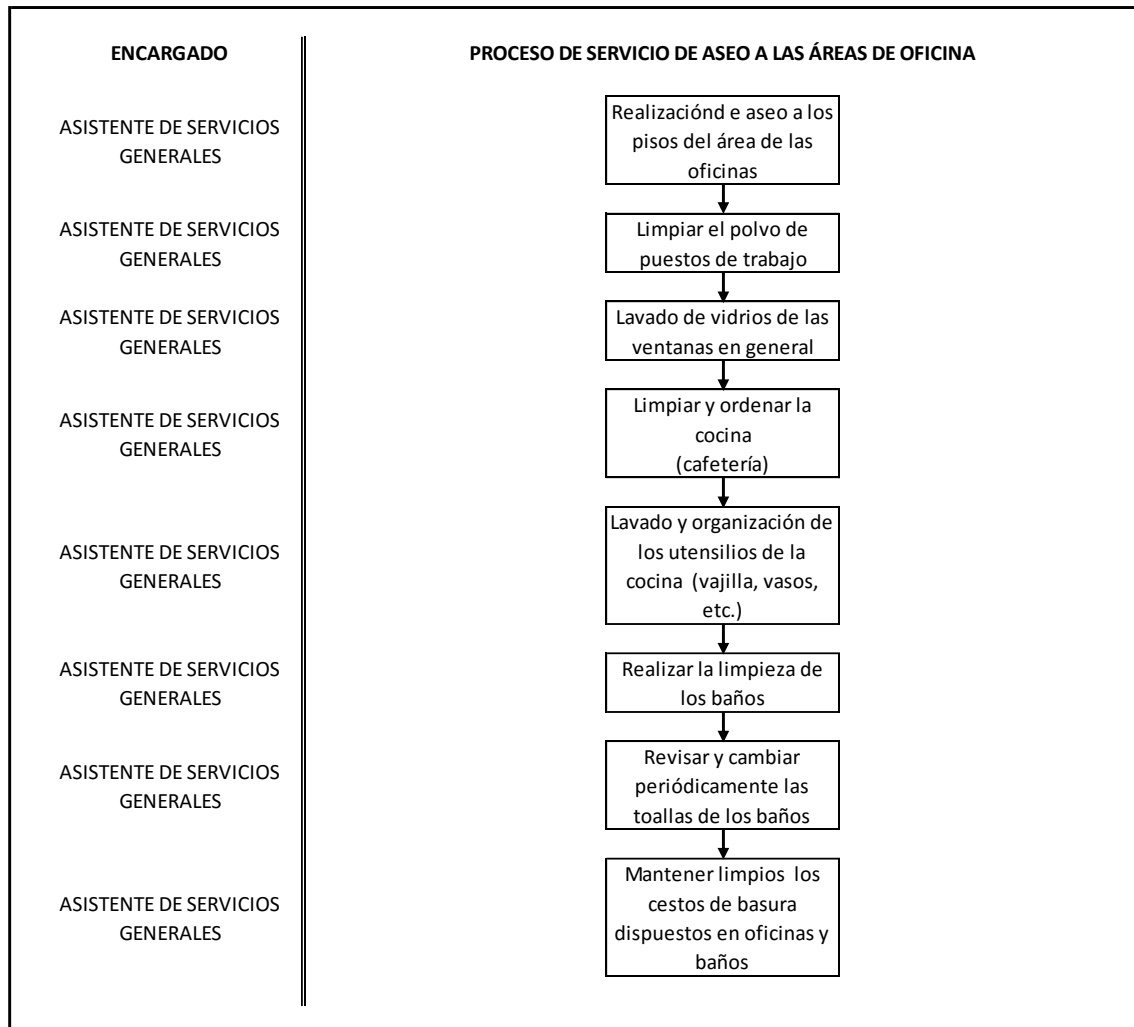 ENCARGADO
PROCESO DE SERVICIO DE ASEO A LAS ÁREAS DE OFICINA
ASISTENTE DE SERVICIOS
GENERALES
Realizaciónd e aseo a los
pisos del área de las
oficinas
ASISTENTE DE SERVICIOS
GENERALES
Limpiar el polvo de
puestos de trabajo
ASISTENTE DE SERVICIOS
GENERALES
Lavado de vidrios de las
ventanas en general
ASISTENTE DE SERVICIOS
GENERALES
Limpiar y ordenar la
cocina
(cafetería)
ASISTENTE DE SERVICIOS
GENERALES
Lavado y organización de
los utensilios de la
cocina (vajilla, vasos,
etc.)
ASISTENTE DE SERVICIOS
GENERALES
Realizar la limpieza de
los baños
ASISTENTE DE SERVICIOS
GENERALES
Revisar y cambiar
periódicamente las
toallas de los baños
ASISTENTE DE SERVICIOS
GENERALES
Mantener limpios los
cestos de basura
dispuestos en oficinas y
baños